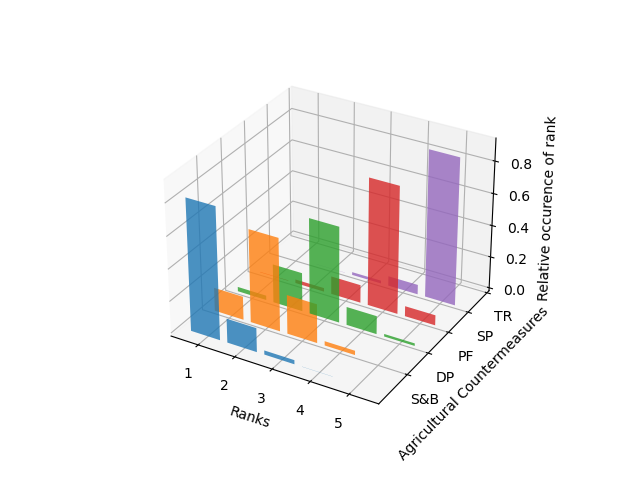 0.8
0.6
0.4
0.2
0.0
Relative occurence of rank
TR
SP
PF
DP
S&B
Agricultural Countermeasures
1
2
3
4
5
Ranks